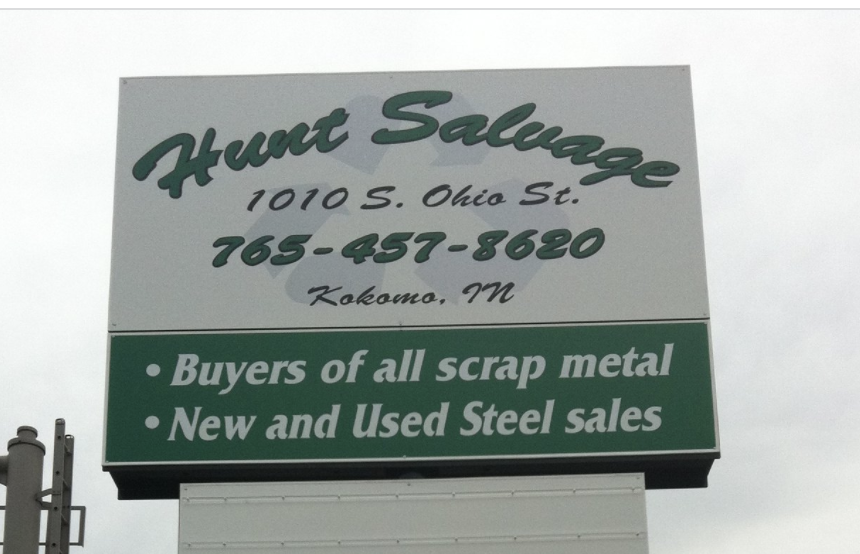 Hunt Salvage
1010 S. Ohio St.
765-457-8620
Kokomo, IN
• Buyers of all scrap metal
• New and Used Steel sales